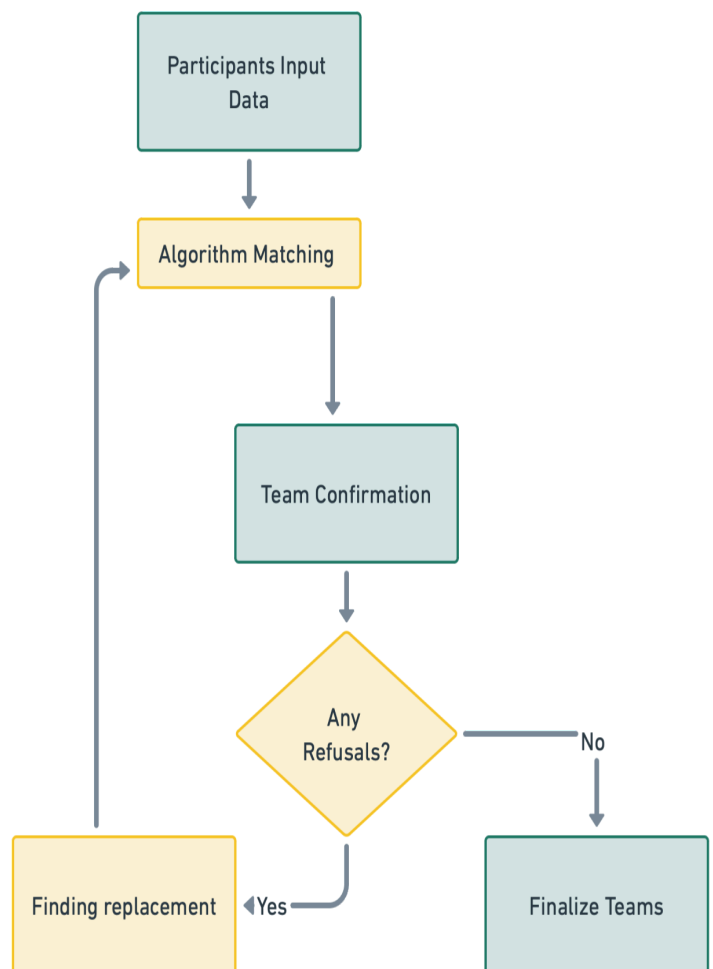 Participants Input
Data
Algorithm Matching
Team Confirmation
Any
Refusals?
No
Yes
Finding replacement
Finalize Teams